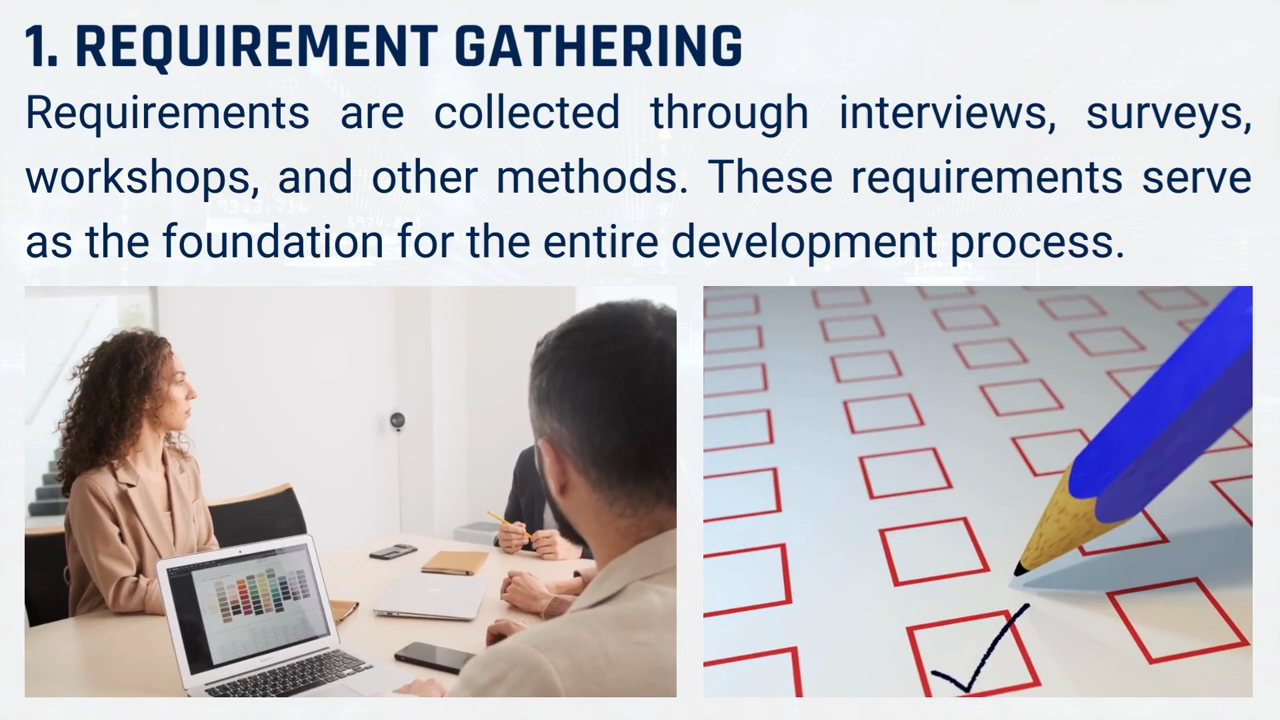 1. REQUIREMENT GATHERING
Requirements are collected through interviews, surveys,
workshops, and other methods. These requirements serve
as the foundation for the entire development process.